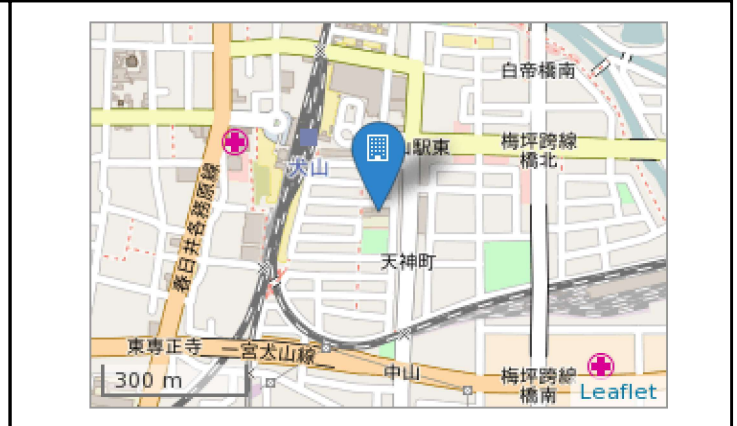 白帝橋南
山駅東
梅坪跨線
橋北
犬山
春日井各務原線
天神町
東専正寺
一宮犬山線
中山
梅坪跨線
橋南
300 m
Leaflet